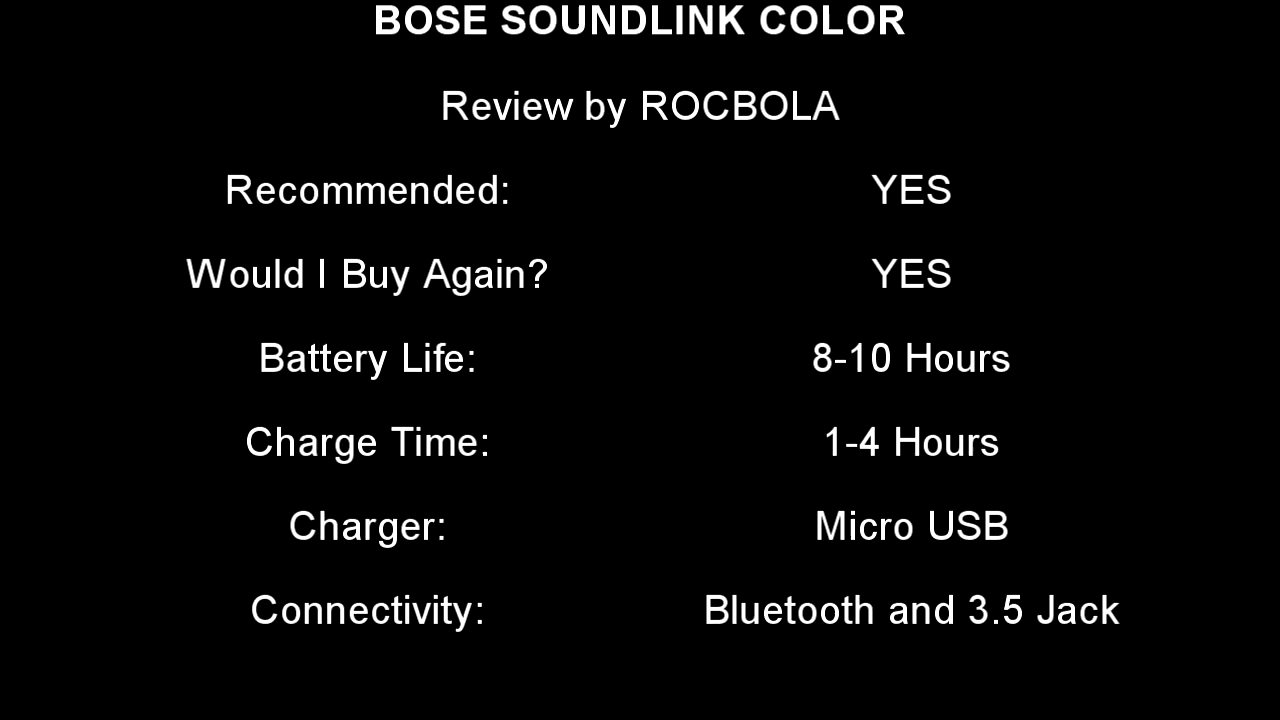 BOSE SOUNDLINK COLOR
Review by ROCBOLA
Recommended: YES
Would I Buy Again? YES
Battery Life: 8-10 Hours
Charge Time: 1-4 Hours
Charger: Micro USB
Connectivity: Bluetooth and 3.5 Jack